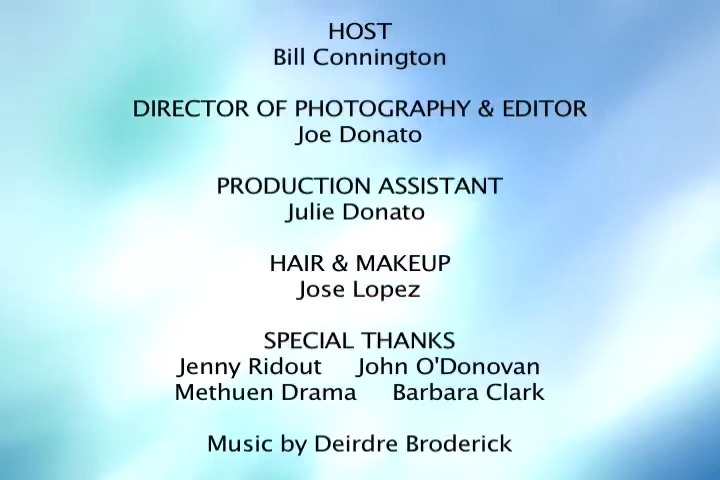 HOST
Bill Connington
DIRECTOR OF PHOTOGRAPHY & EDITOR
Joe Donato
PRODUCTION ASSISTANT
Julie Donato
HAIR & MAKEUP
Jose Lopez
SPECIAL THANKS
Jenny Ridout John O'Donovan
Methuen Drama Barbara Clark
Music by Deirdre Broderick